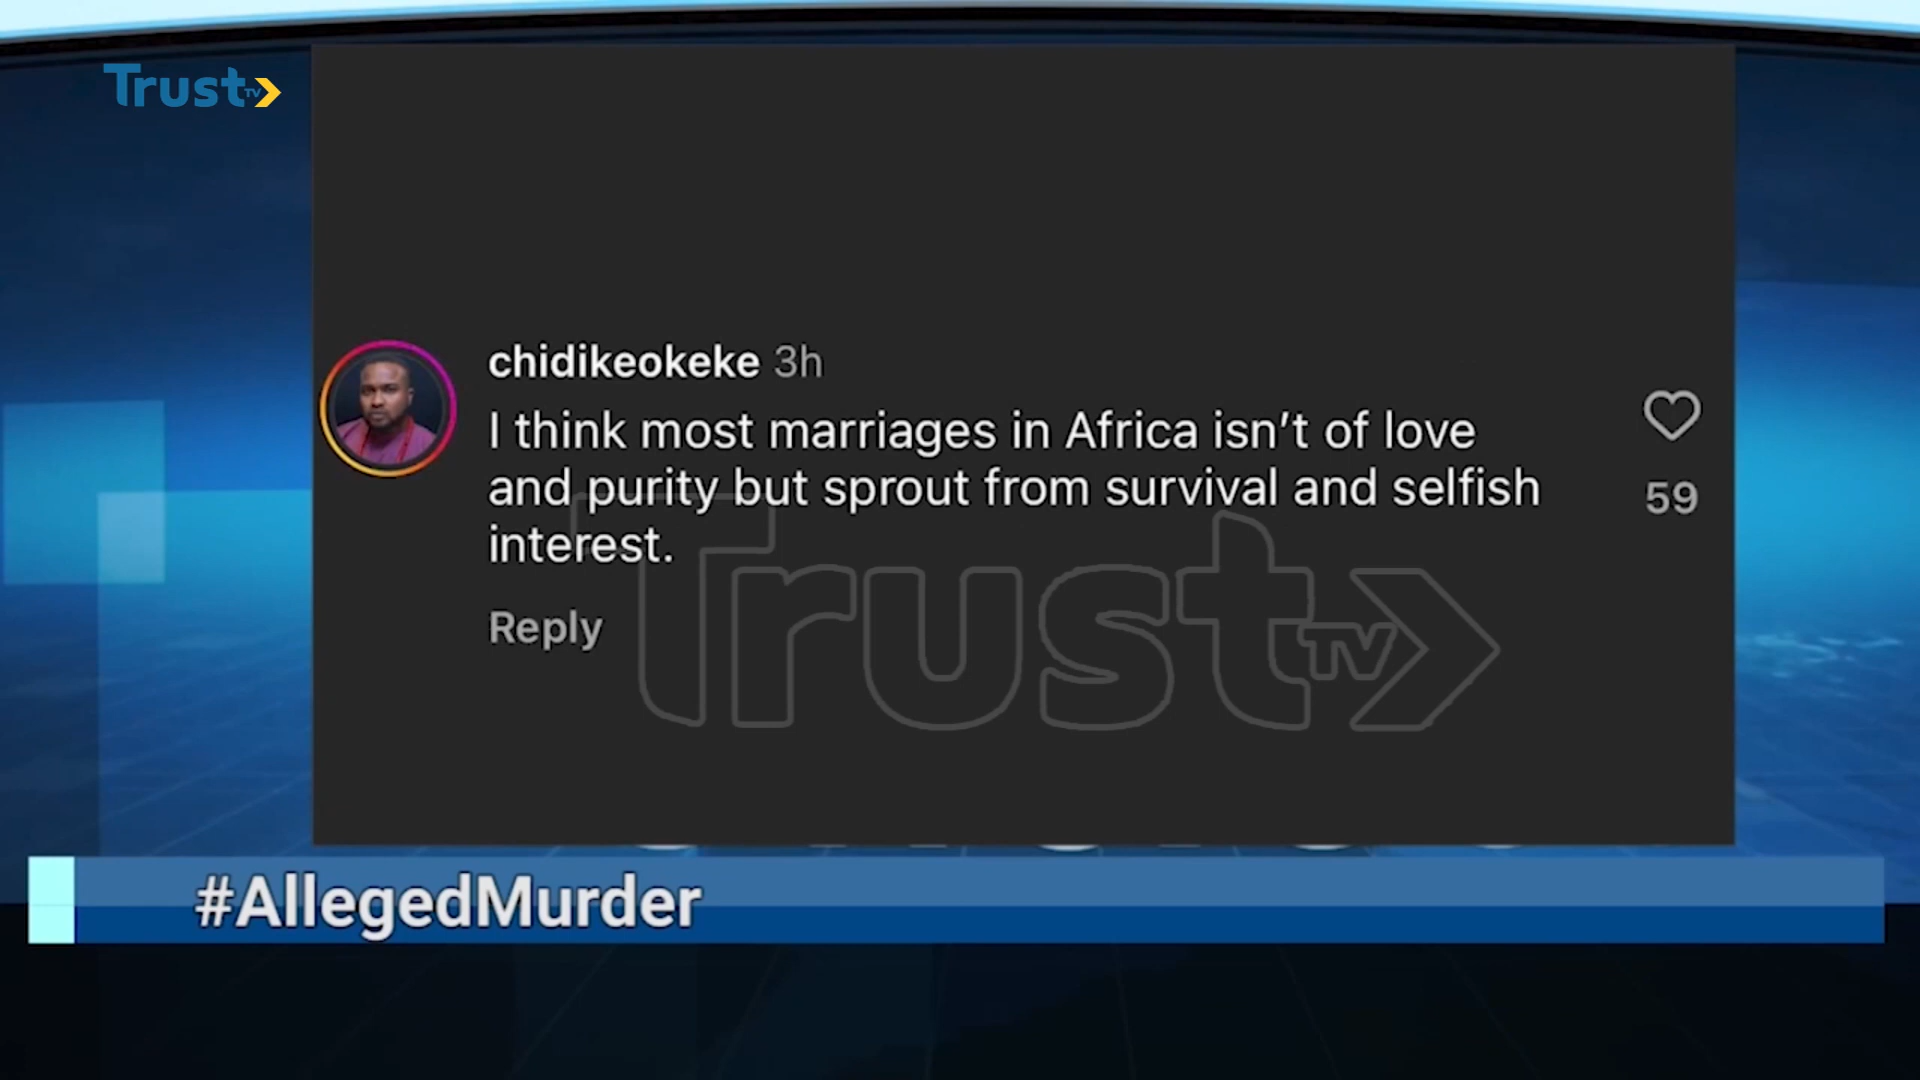 Trust TV
chidikeokeke 3h
I think most marriages in Africa isn't of love
and purity but sprout from survival and selfish
interest.
59
Reply
Trust TV
#AllegedMurder